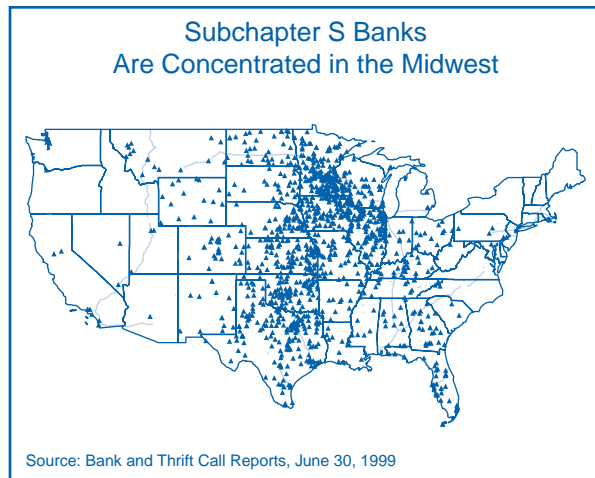 Subchapter S Banks
Are Concentrated in the Midwest
Source: Bank and Thrift Call Reports, June 30, 1999